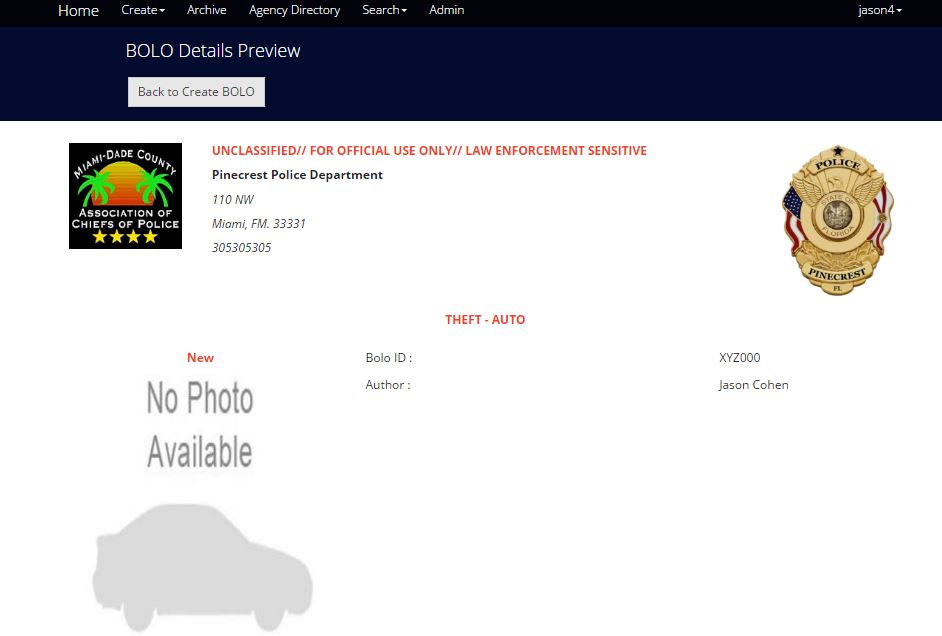 Home Create Archive Agency Directory Search Admin jason4
BOLO Details Preview
Back to Create BOLO
MIAMI-DADE COUNTY
ASSOCIATION OF
CHIEFS OF POLICE
UNCLASSIFIED// FOR OFFICIAL USE ONLY// LAW ENFORCEMENT SENSITIVE
Pinecrest Police Department
110 NW
Miami, FM. 33331
305305305
POLICE
STATE OF
FLORIDA
PINECREST
FL
THEFT - AUTO
New
No Photo
Available
Bolo ID : XYZ000
Author : Jason Cohen